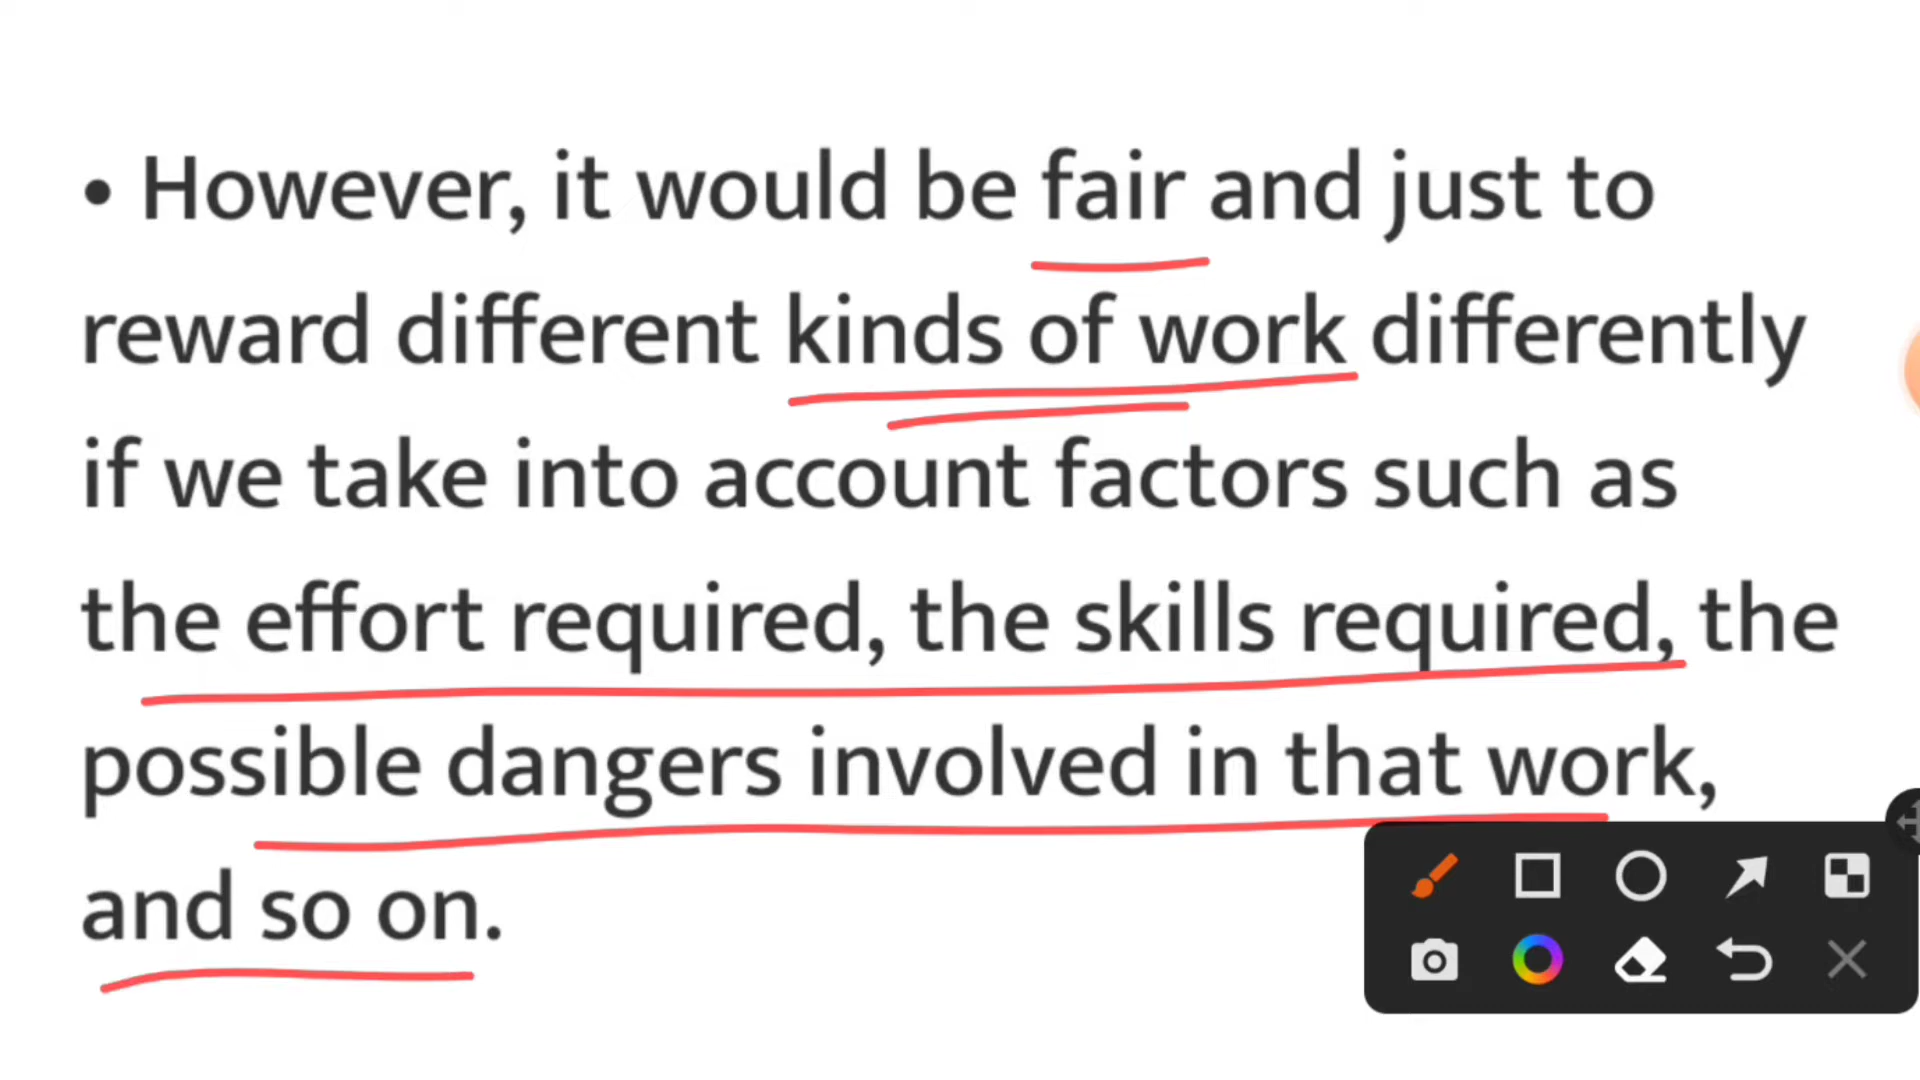 • However, it would be fair and just to
reward different kinds of work differently
if we take into account factors such as
the effort required, the skills required, the
possible dangers involved in that work,
and so on.